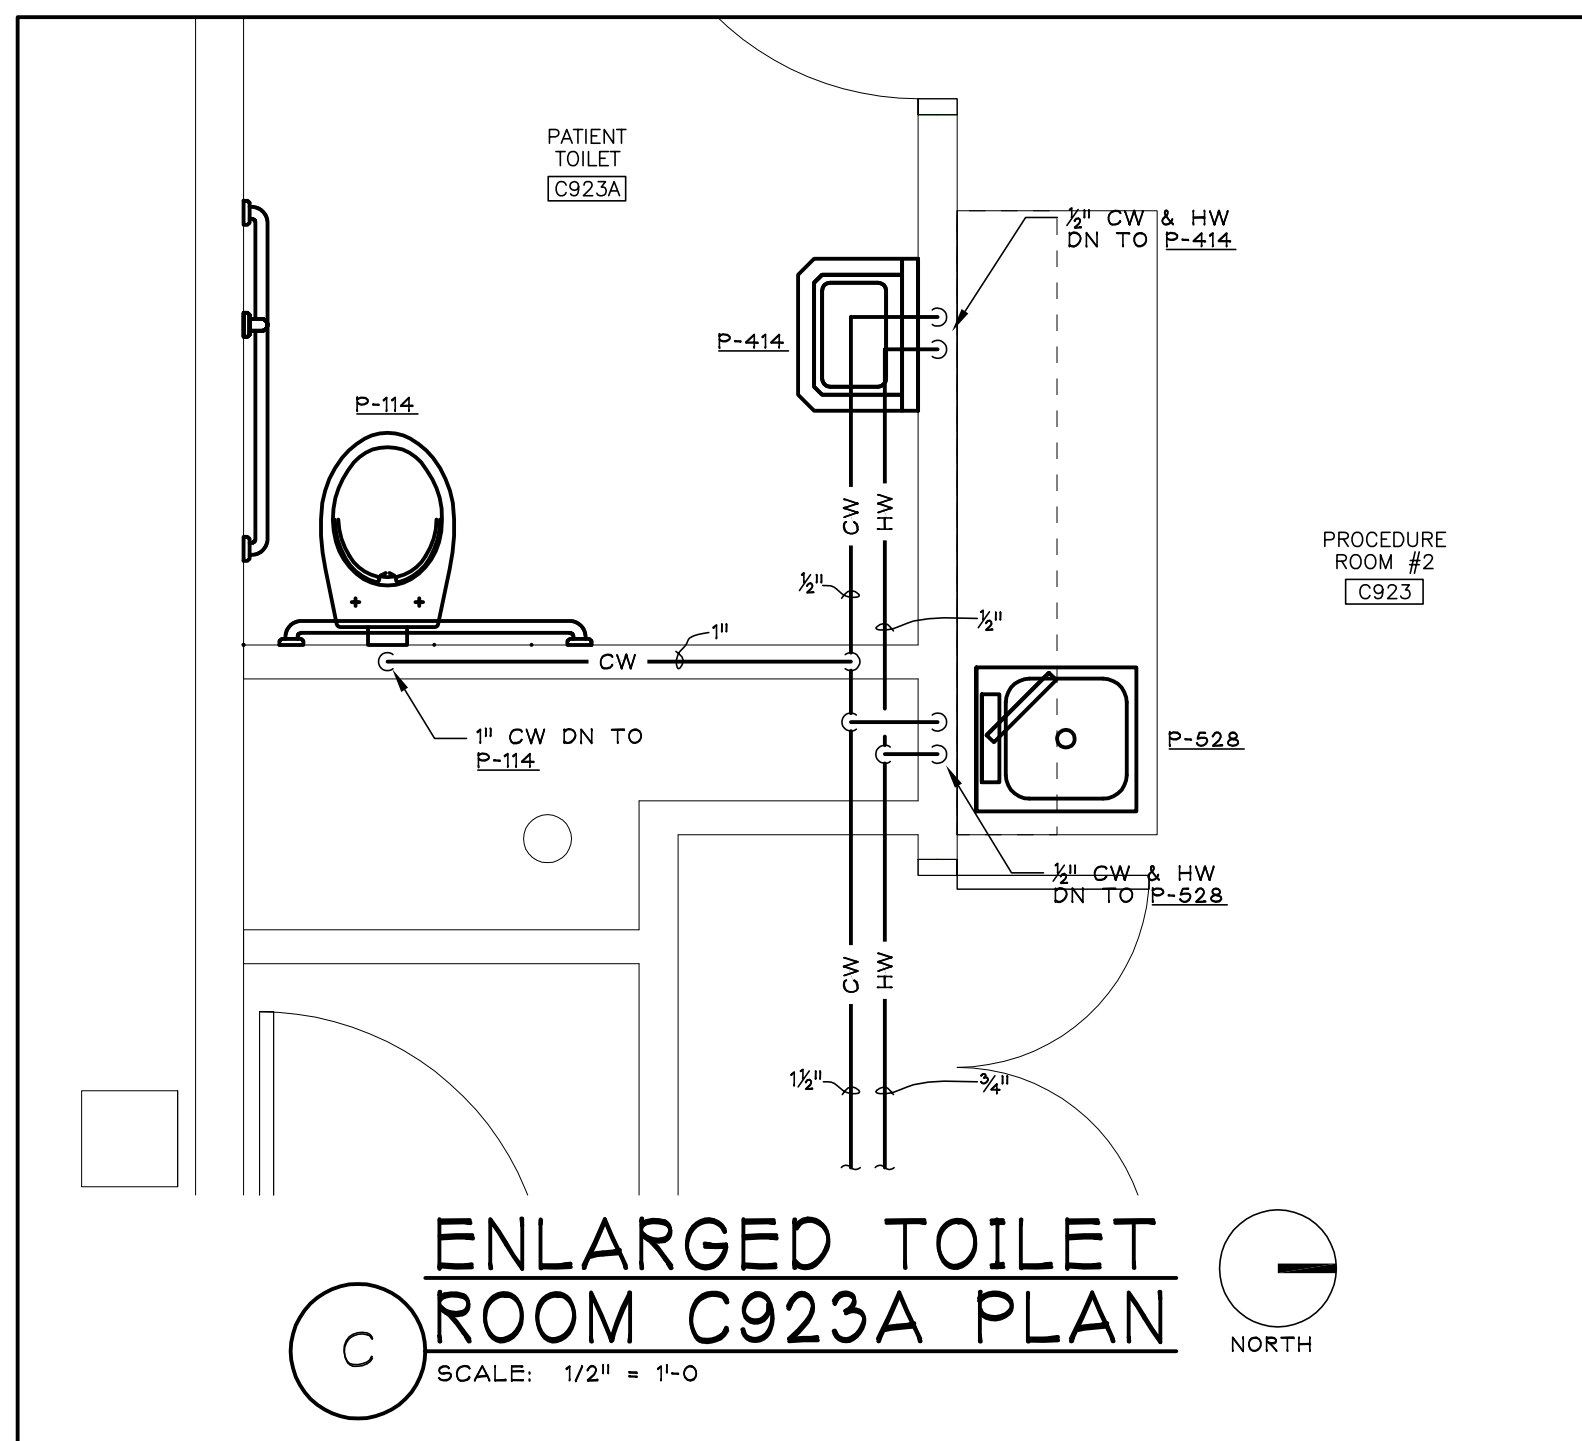 PATIENT
TOILET
C923A
½" CW & HW
DN TO P-414
P-414
P-114
CW
HW
PROCEDURE
ROOM #2
C923
½"
½"
1"
CW
1" CW DN TO
P-114
P-528
½" CW & HW
DN TO P-528
CW
HW
1½"
¾"
ENLARGED TOILET
ROOM C923A PLAN
C
SCALE: 1/2" = 1'-0
NORTH